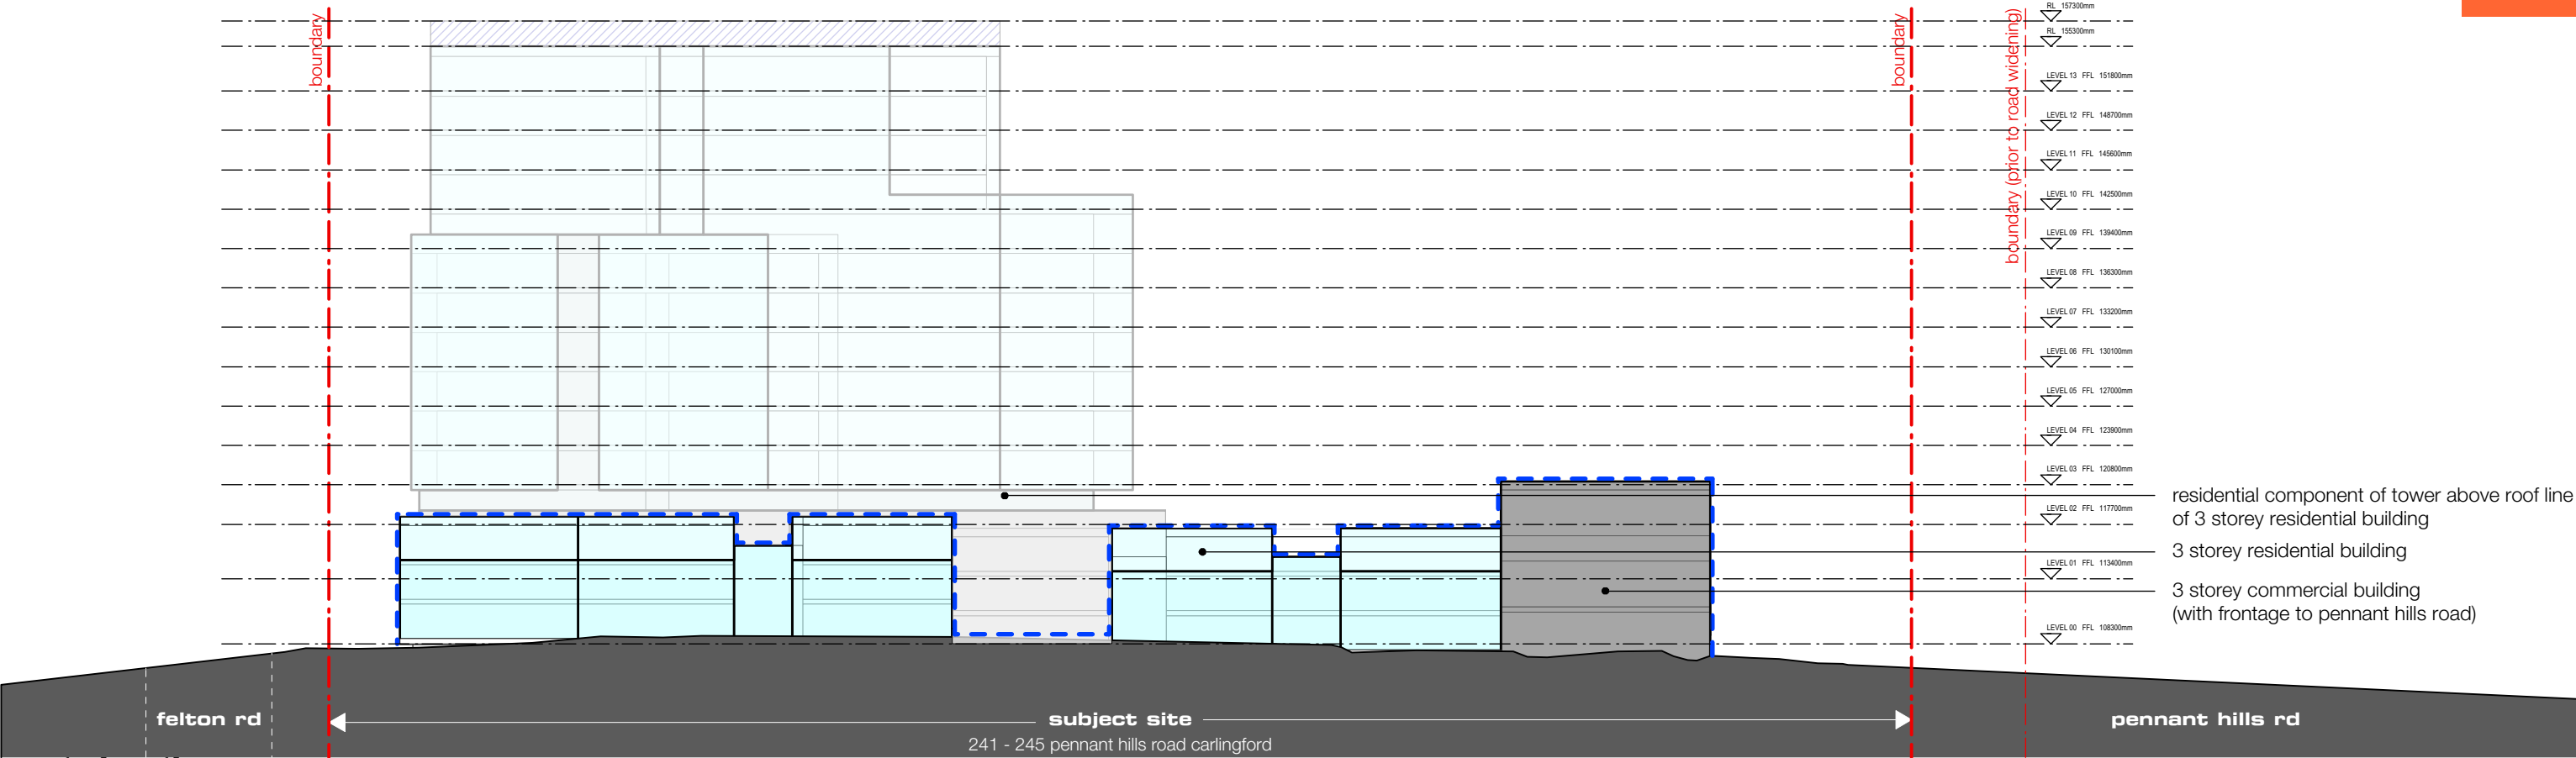 boundary
boundary
boundary (prior to road widening)
RL 157300mm
RL 155300mm
LEVEL 13 FFL 151800mm
LEVEL 12 FFL 148700mm
LEVEL 11 FFL 145600mm
LEVEL 10 FFL 142500mm
LEVEL 09 FFL 139400mm
LEVEL 08 FFL 136300mm
LEVEL 07 FFL 133200mm
LEVEL 06 FFL 130100mm
LEVEL 05 FFL 127000mm
LEVEL 04 FFL 123900mm
LEVEL 03 FFL 120800mm
LEVEL 02 FFL 117700mm
LEVEL 01 FFL 113400mm
LEVEL 00 FFL 108300mm
residential component of tower above roof line
of 3 storey residential building
3 storey residential building
3 storey commercial building
(with frontage to pennant hills road)
felton rd
subject site
pennant hills rd
241 - 245 pennant hills road carlingford